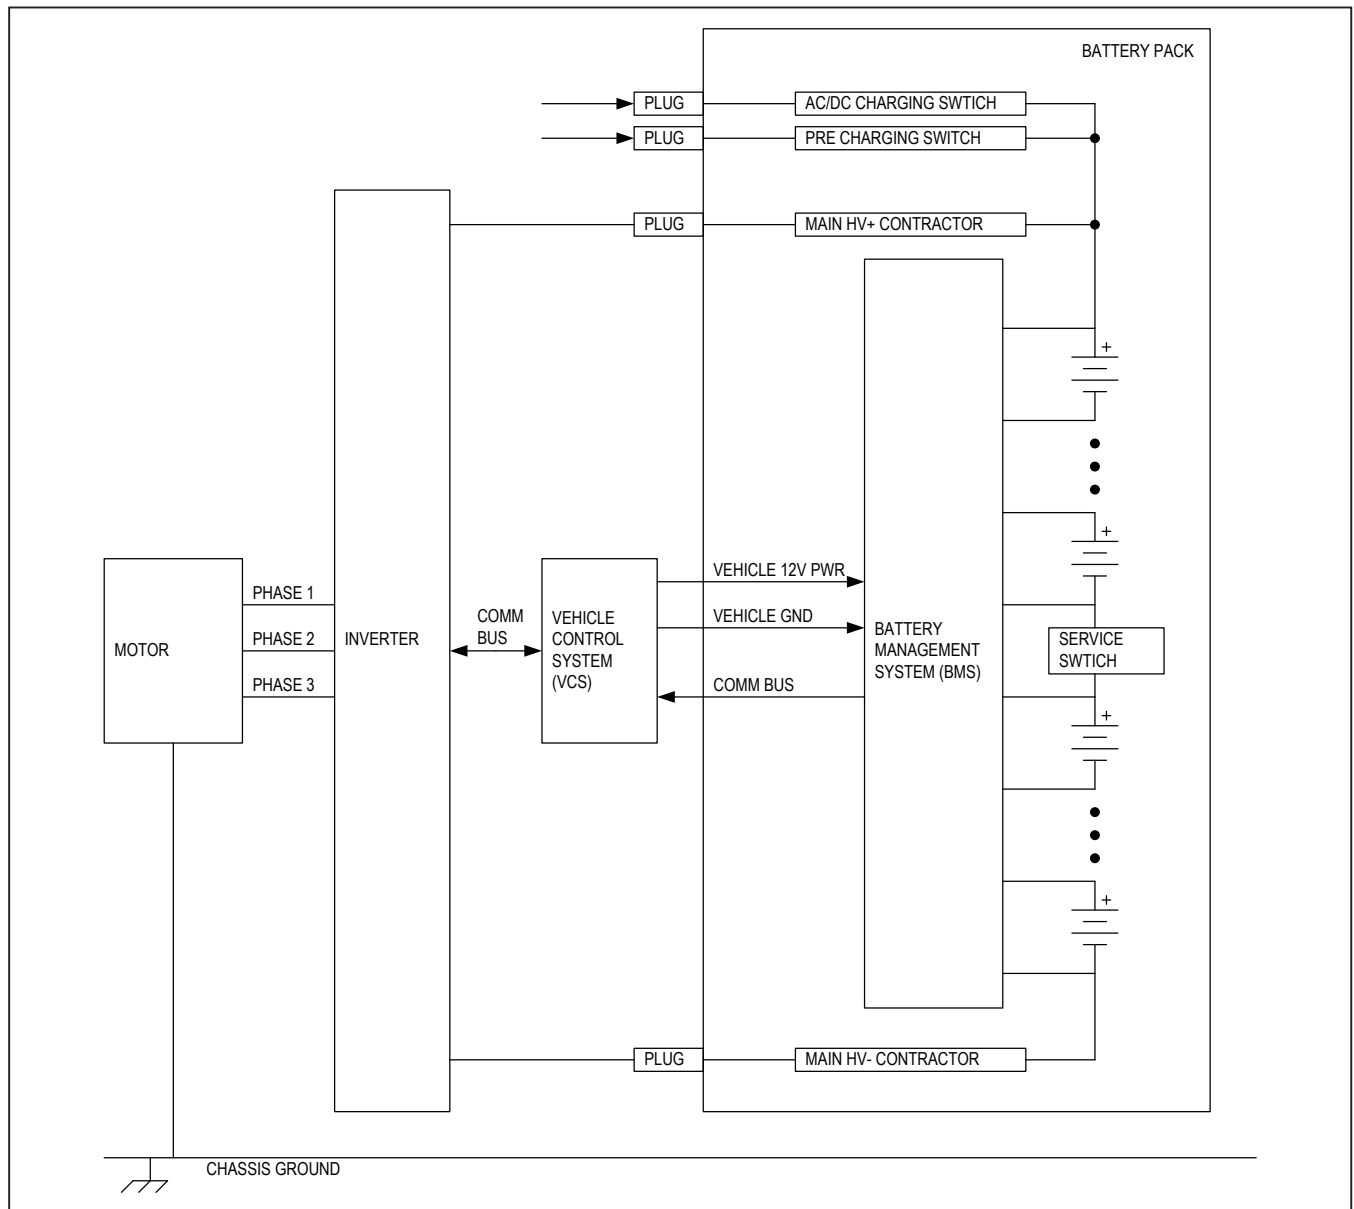 BATTERY PACK
PLUG
AC/DC CHARGING SWTICH
PLUG
PRE CHARGING SWITCH
PLUG
MAIN HV+ CONTRACTOR
+
+
VEHICLE 12V PWR
PHASE 1
COMM
BUS
VEHICLE
CONTROL
SYSTEM
(VCS)
VEHICLE GND
BATTERY
MANAGEMENT
SYSTEM (BMS)
SERVICE
SWTICH
MOTOR
PHASE 2
INVERTER
PHASE 3
COMM BUS
+
+
PLUG
MAIN HV- CONTRACTOR
CHASSIS GROUND